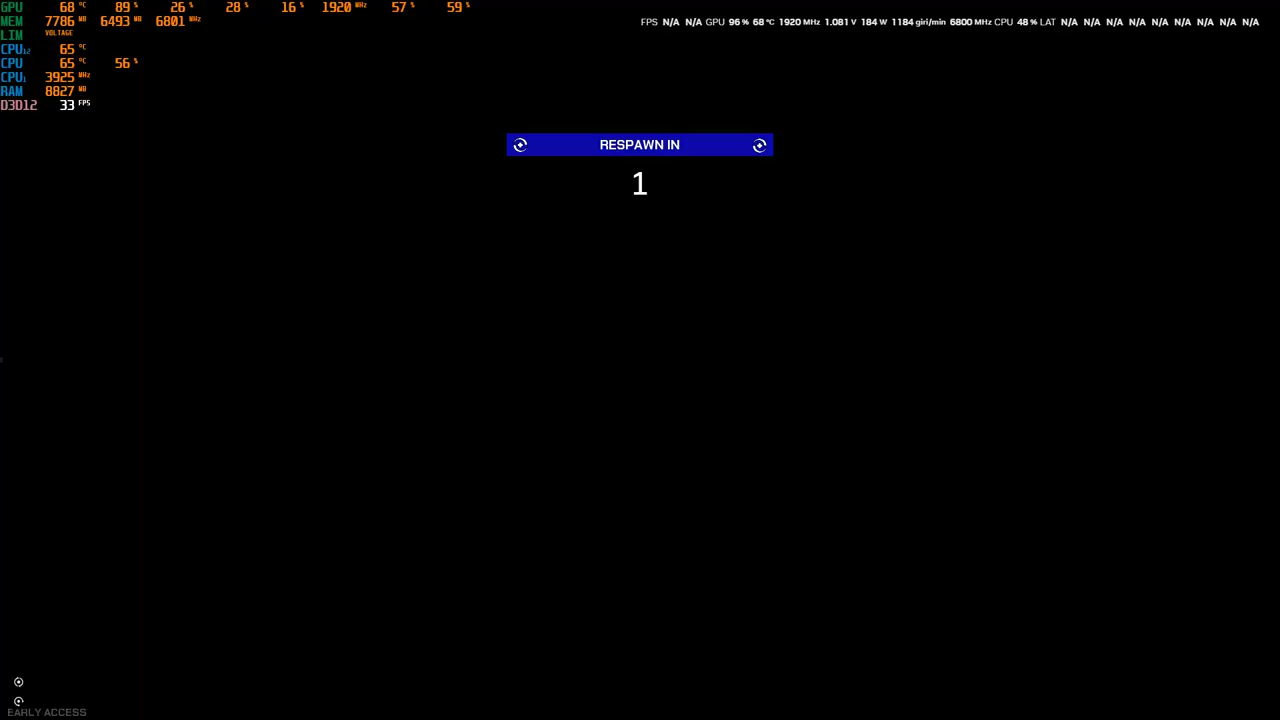 GPU 68 °C 89 % 26 % 28 % 16 % 1920 MHz 57 % 59 %
MEM 7786 MB 6493 MB 6801 MHz
LIM VOLTAGE
CPU12 65 °C
CPU 65 °C 56 %
CPU1 3925 MHz
RAM 8827 MB
D3D12 33 FPS
FPS N/A N/A GPU 96 % 68 °C 1920 MHz 1.081 V 184 W 1184 giri/min 6800 MHz CPU 48 % LAT N/A N/A N/A N/A N/A N/A N/A N/A N/A
RESPAWN IN
1
EARLY ACCESS